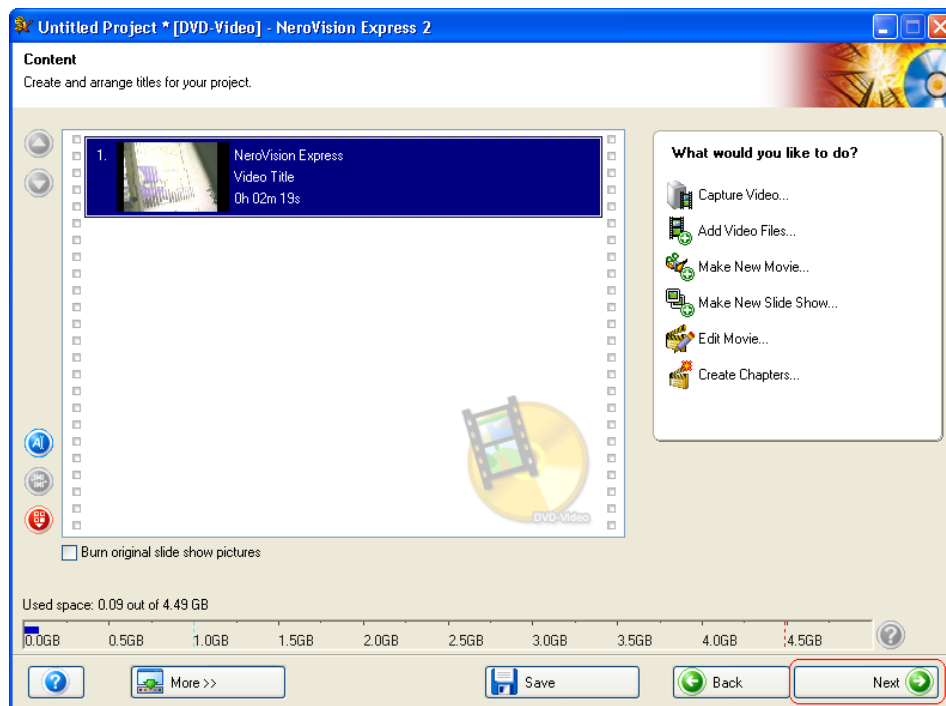 Untitled Project * [DVD-Video] - NeroVision Express 2
Content
Create and arrange titles for your project.
1.
NeroVision Express
Video Title
0h 02m 19s
DVD-Video
What would you like to do?
Capture Video...
Add Video Files...
Make New Movie...
Make New Slide Show...
Edit Movie...
Create Chapters...
Burn original slide show pictures
Used space: 0.09 out of 4.49 GB
0.0GB 0.5GB 1.0GB 1.5GB 2.0GB 2.5GB 3.0GB 3.5GB 4.0GB 4.5GB
More >> Save Back Next